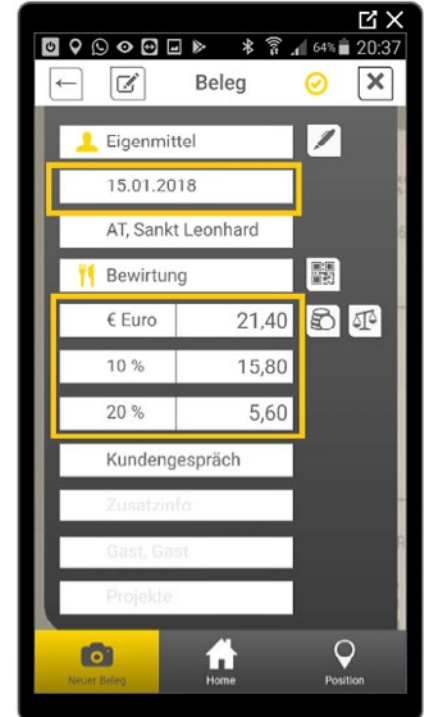 64% 20:37
Beleg
Eigenmittel
15.01.2018
AT, Sankt Leonhard
Bewirtung
€ Euro 21,40
10 % 15,80
20 % 5,60
Kundengespräch
Zusatzinfo
Gast, Gast
Projekte
Neuer Beleg Home Position